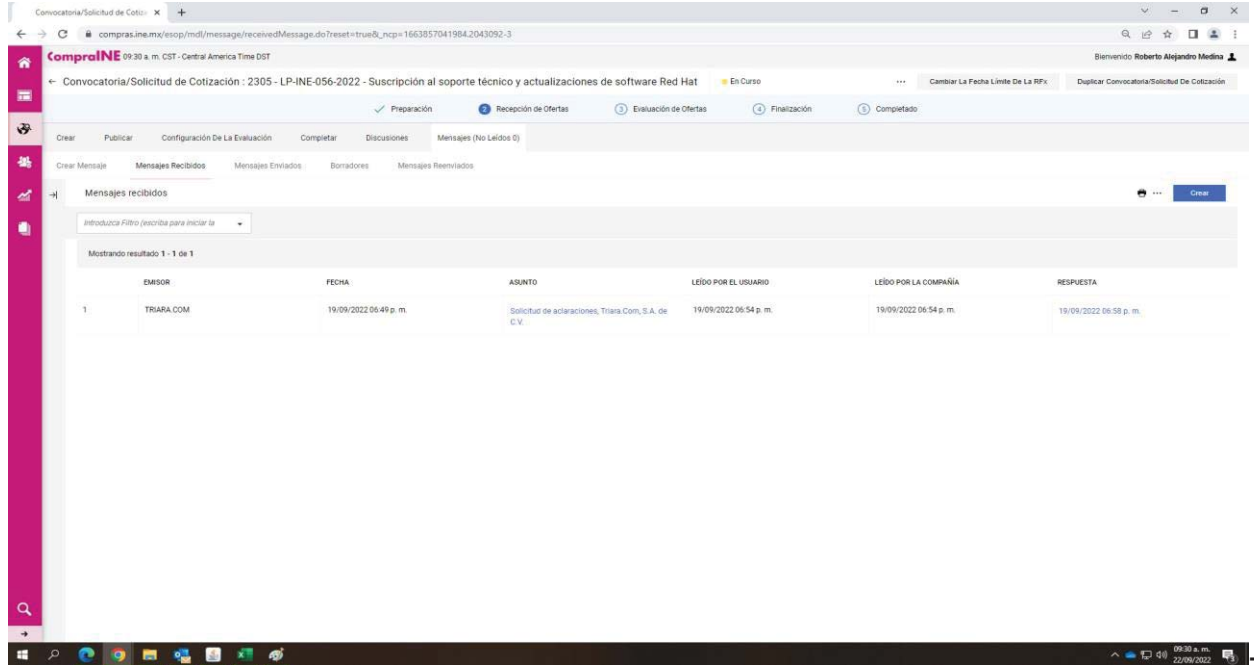 Convocatoria/Solicitud de Cotiz
compras.ine.mx/esop/mdl/message/receivedMessage.do?reset=true&_ncp=1663857041984.2043092-3
CompraINE 09:30 a. m. CST - Central America Time DST
Bienvenido Roberto Alejandro Medina
← Convocatoria/Solicitud de Cotización : 2305 - LP-INE-056-2022 - Suscripción al soporte técnico y actualizaciones de software Red Hat
En Curso
... Cambiar La Fecha Límite De La RFx Duplicar Convocatoria/Solicitud De Cotización
Preparación 2 Recepción de Ofertas 3 Evaluación de Ofertas 4 Finalización 5 Completado
Crear Publicar Configuración De La Evaluación Completar Discusiones Mensajes (No Leídos 0)
Crear Mensaje Mensajes Recibidos Mensajes Enviados Borradores Mensajes Reenviados
Mensajes recibidos
... Crear
Introduzca Filtro (escriba para iniciar la
Mostrando resultado 1 - 1 de 1
EMISOR FECHA ASUNTO LEÍDO POR EL USUARIO LEÍDO POR LA COMPAÑÍA RESPUESTA
1 TRIARA.COM 19/09/2022 06:49 p. m. Solicitud de aclaraciones, Triara.Com, S.A. de C.V. 19/09/2022 06:54 p. m. 19/09/2022 06:54 p. m. 19/09/2022 06:58 p. m.
09:30 a. m.
22/09/2022